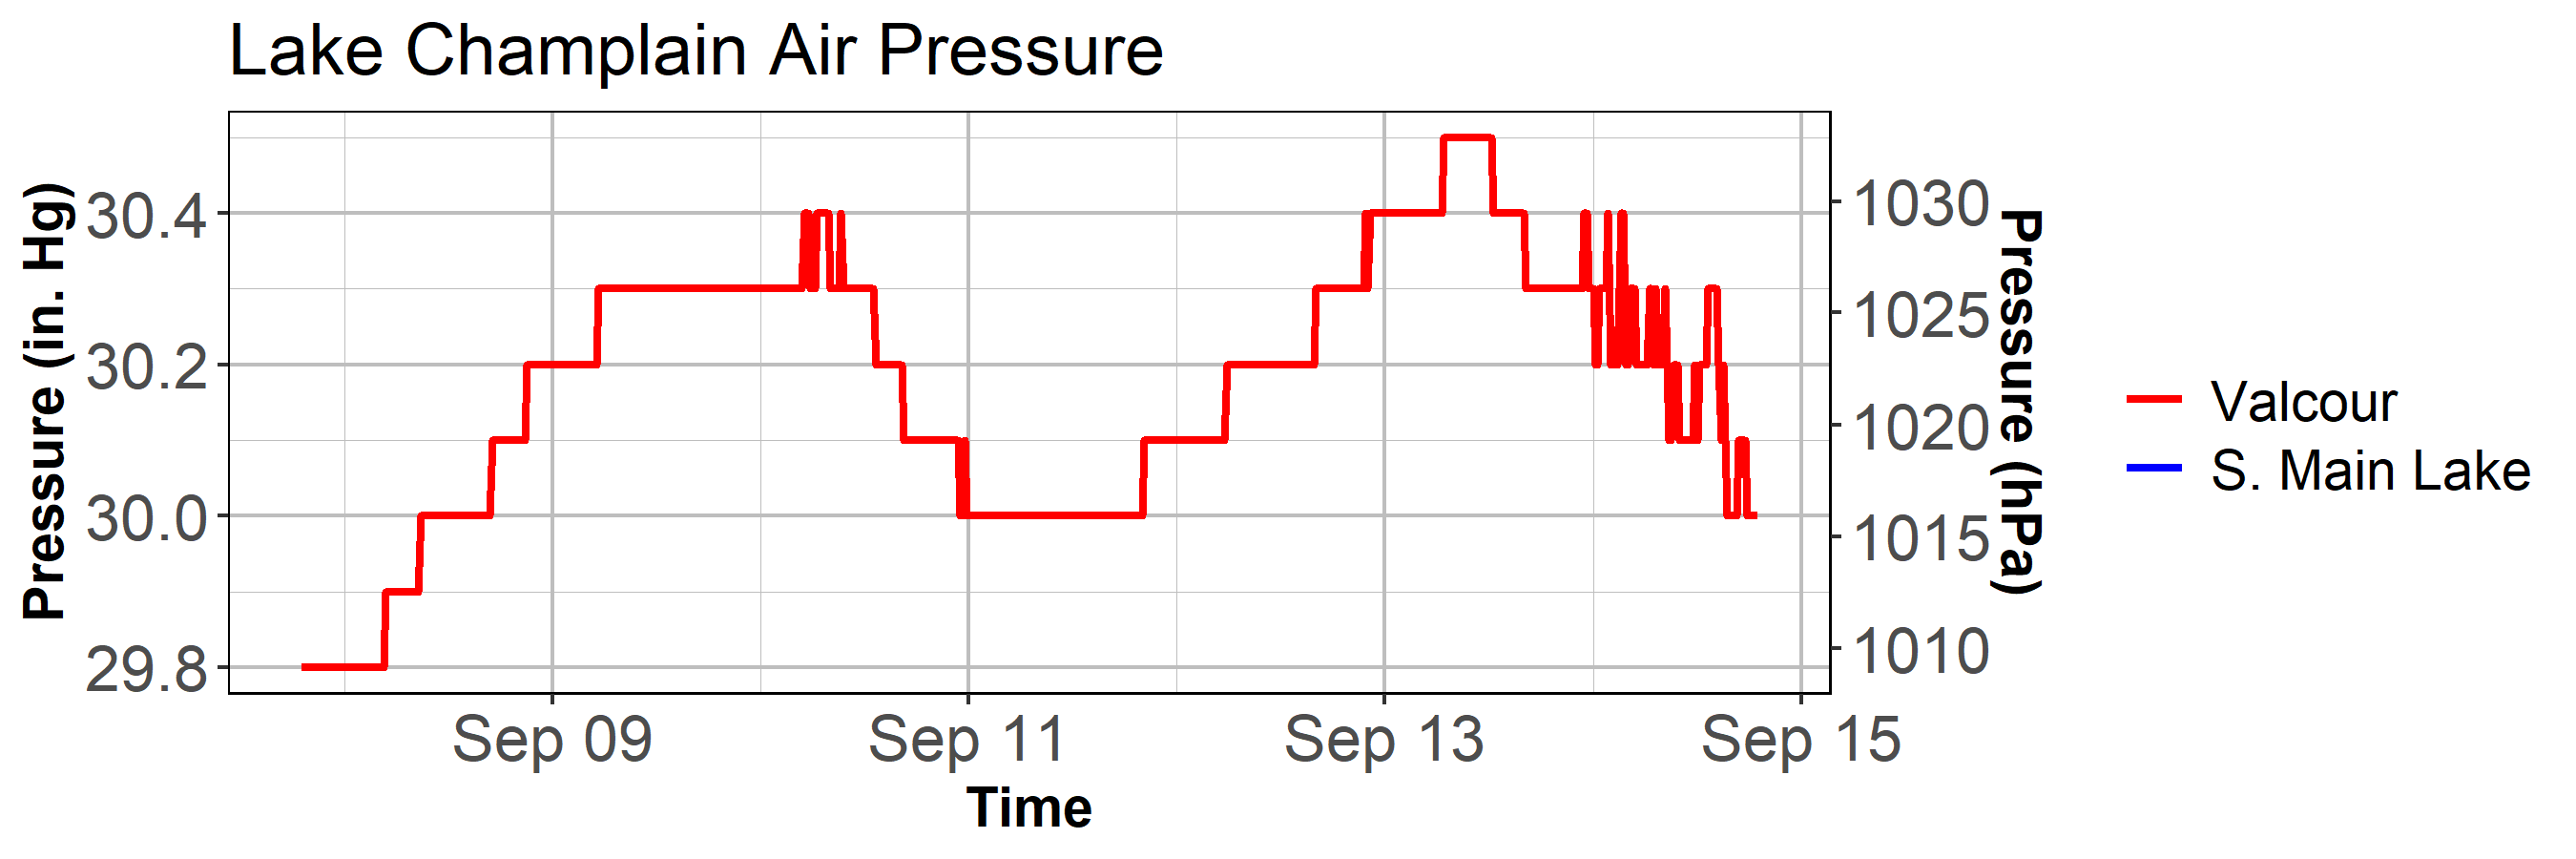 Lake Champlain Air Pressure
Pressure (in. Hg)
30.4
30.2
30.0
29.8
1030
1025
1020
1015
1010
Pressure (hPa)
Sep 09
Sep 11
Sep 13
Sep 15
Time
Valcour
S. Main Lake